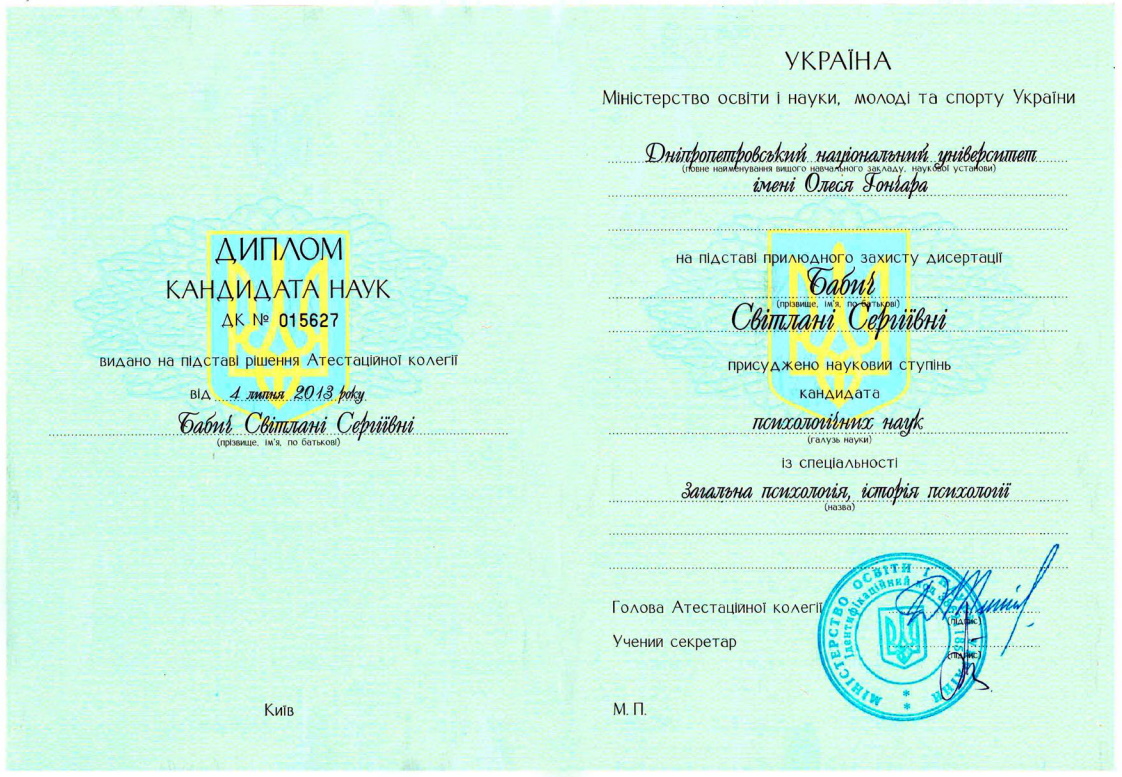 ДИПЛОМ
КАНДИДАТА НАУК
ДК № 015627
видано на підставі рішення Атестаційної колегії
від 4 липня 2013 року
Бабич Світлані Сергіївні
(прізвище, ім'я, по батькові)
Київ
УКРАЇНА
Міністерство освіти і науки, молоді та спорту України
Дніпропетровський національний університет
(повне найменування вищого навчального закладу, наукової установи)
імені Олеся Гончара
на підставі прилюдного захисту дисертації
Бабич
(прізвище, ім'я, по батькові)
Світлані Сергіївні
присуджено науковий ступінь
кандидата
психологічних наук
(галузь науки)
із спеціальності
Загальна психологія, історія психології
(назва)
Голова Атестаційної колегії
(підпис)
Учений секретар
(підпис)
М. П.
МІНІСТЕРСТВО ОСВІТИ І
Ідентифікаційний код